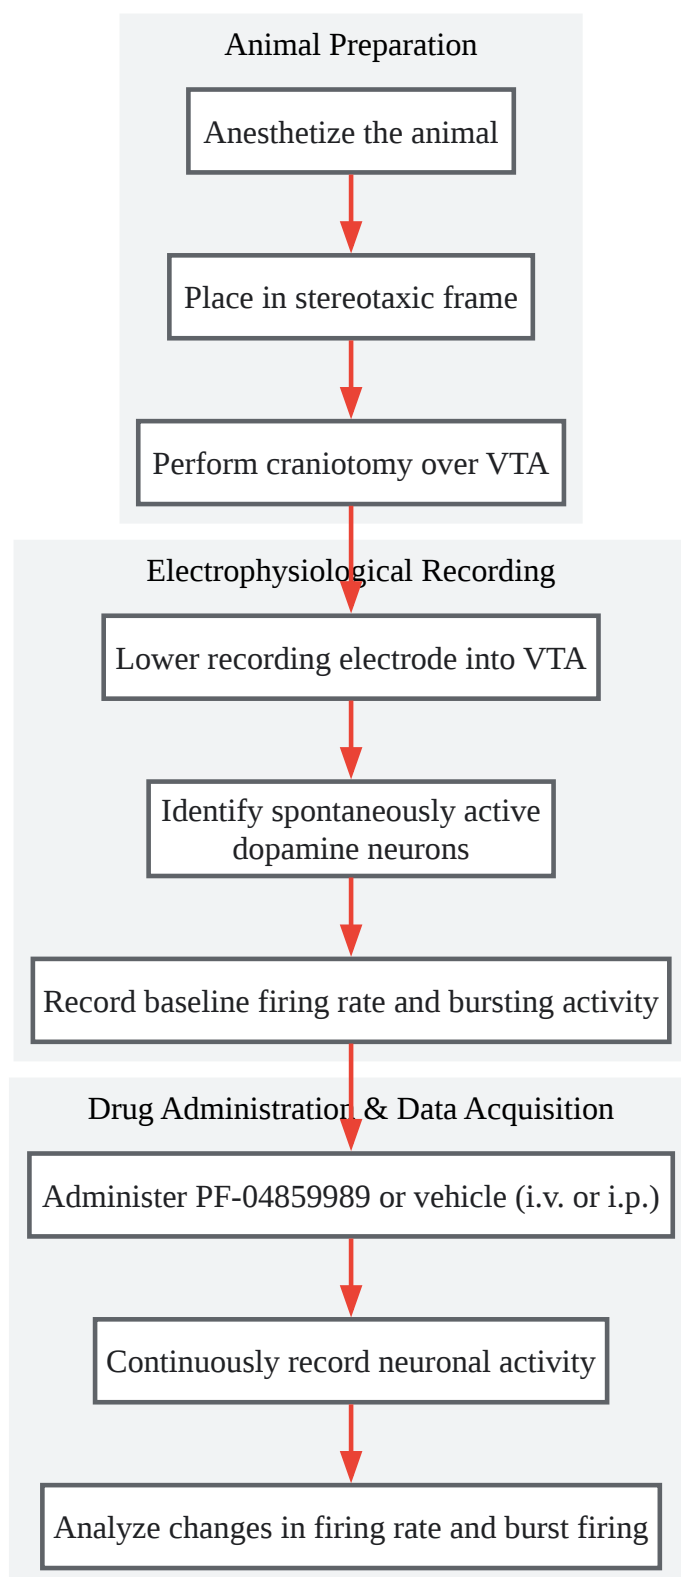 Animal Preparation
Anesthetize the animal
Place in stereotaxic frame
Perform craniotomy over VTA
Electrophysiological Recording
Lower recording electrode into VTA
Identify spontaneously active
dopamine neurons
Record baseline firing rate and bursting activity
Drug Administration & Data Acquisition
Administer PF-04859989 or vehicle (i.v. or i.p.)
Continuously record neuronal activity
Analyze changes in firing rate and burst firing